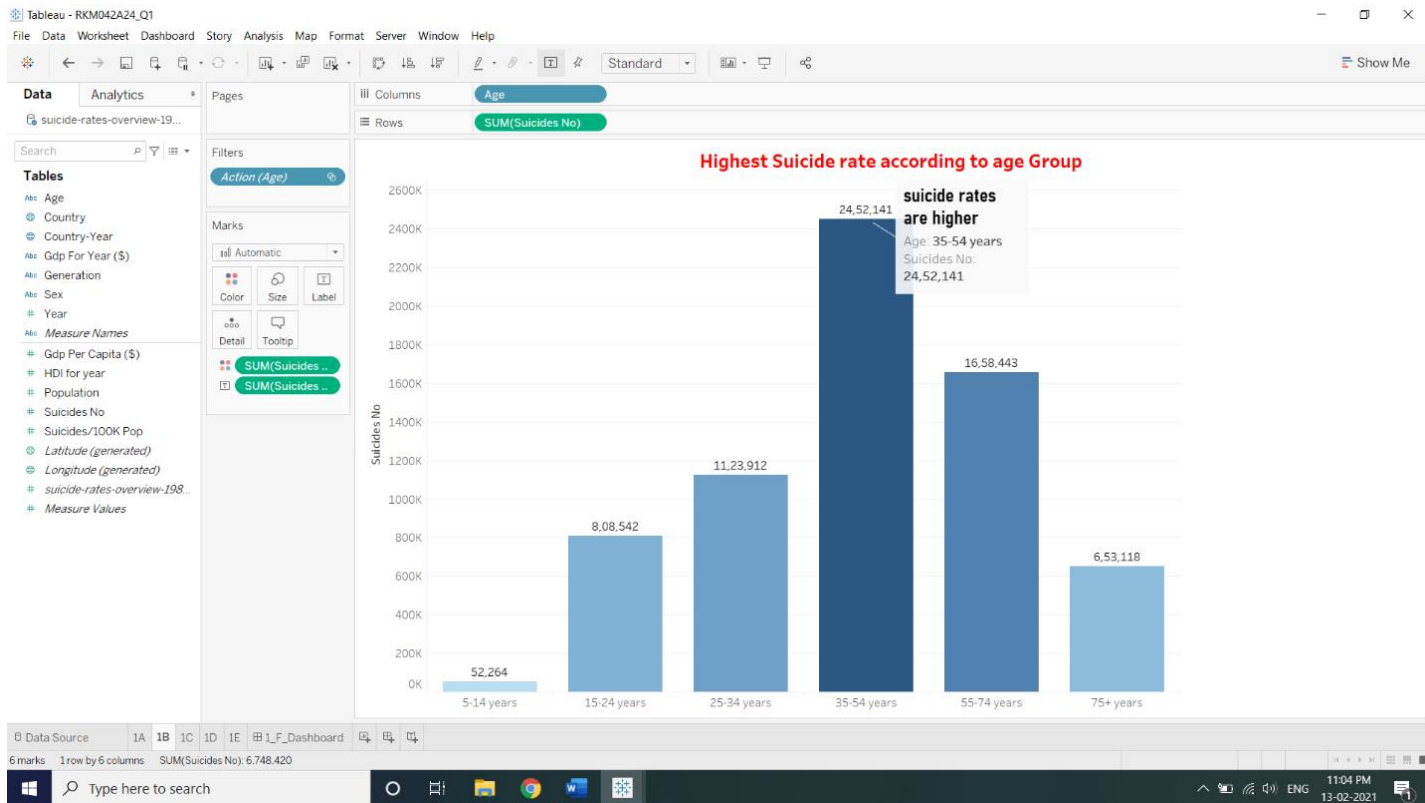 Tableau - RKM042A24_Q1
File Data Worksheet Dashboard Story Analysis Map Format Server Window Help
Standard
Show Me
Data Analytics
suicide-rates-overview-19...
Search
Tables
Abc Age
Country
Country-Year
Abc Gdp For Year ($)
Abc Generation
Abc Sex
# Year
Abc Measure Names
# Gdp Per Capita ($)
# HDI for year
# Population
# Suicides No
# Suicides/100K Pop
Latitude (generated)
Longitude (generated)
# suicide-rates-overview-198...
# Measure Values
Pages
Filters
Action (Age)
Marks
Automatic
Color Size Label
Detail Tooltip
SUM(Suicides ..
SUM(Suicides ..
Columns Age
Rows SUM(Suicides No)
Highest Suicide rate according to age Group
suicide rates
are higher
Age: 35-54 years
Suicides No:
24,52,141
Suicides No
2600K
2400K
2200K
2000K
1800K
1600K
1400K
1200K
1000K
800K
600K
400K
200K
0K
52,264
8,08,542
11,23,912
24,52,141
16,58,443
6,53,118
5-14 years 15-24 years 25-34 years 35-54 years 55-74 years 75+ years
Data Source 1A 1B 1C 1D 1E 1_F_Dashboard
6 marks 1 row by 6 columns SUM(Suicides No): 6.748.420
Type here to search
ENG
11:04 PM
13-02-2021
1